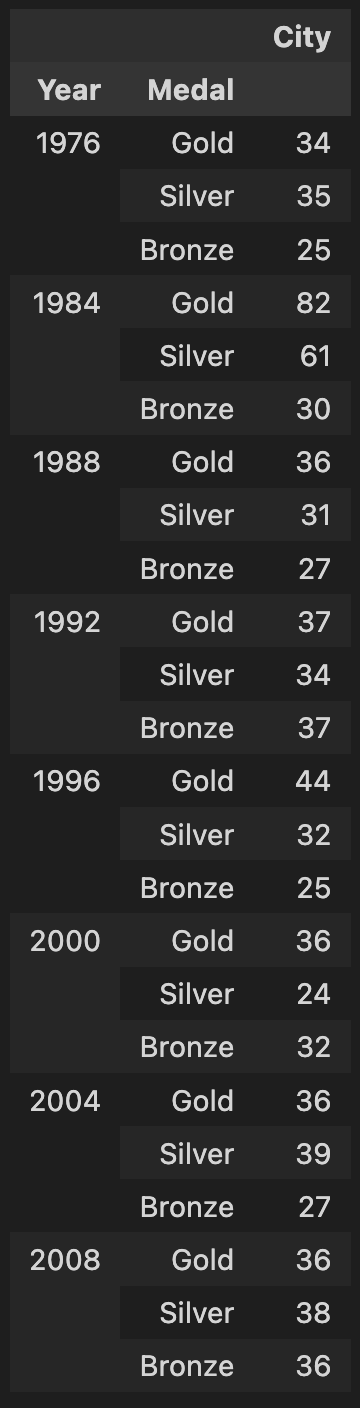 City
Year Medal
1976 Gold 34
Silver 35
Bronze 25
1984 Gold 82
Silver 61
Bronze 30
1988 Gold 36
Silver 31
Bronze 27
1992 Gold 37
Silver 34
Bronze 37
1996 Gold 44
Silver 32
Bronze 25
2000 Gold 36
Silver 24
Bronze 32
2004 Gold 36
Silver 39
Bronze 27
2008 Gold 36
Silver 38
Bronze 36